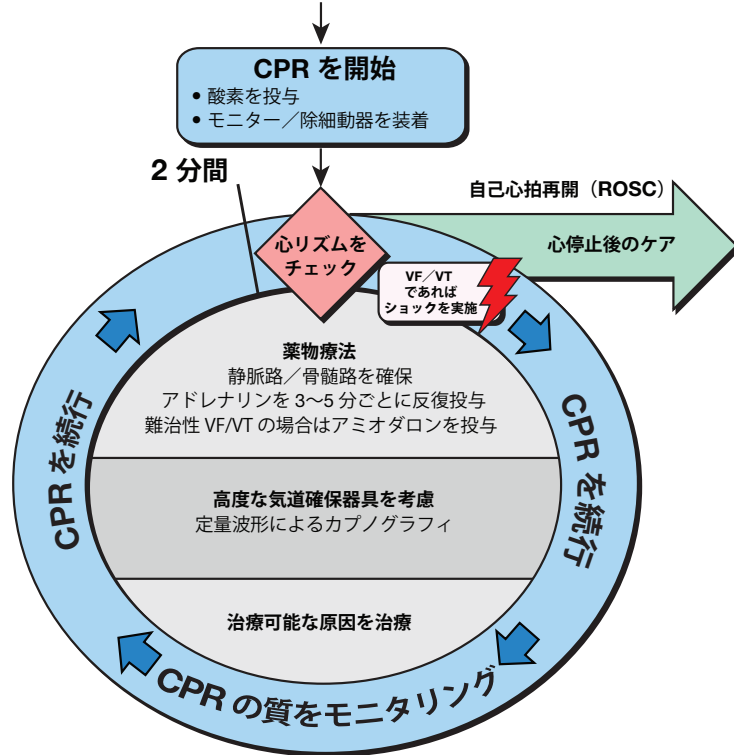 CPR を開始
• 酸素を投与
• モニター／除細動器を装着
2 分間
自己心拍再開（ROSC）
心停止後のケア
心リズムを
チェック
VF／VT
であれば
ショックを実施
薬物療法
静脈路／骨髄路を確保
アドレナリンを 3～5 分ごとに反復投与
難治性 VF/VT の場合はアミオダロンを投与
高度な気道確保器具を考慮
定量波形によるカプノグラフィ
治療可能な原因を治療
CPR を続行
CPR を続行
CPR の質をモニタリング